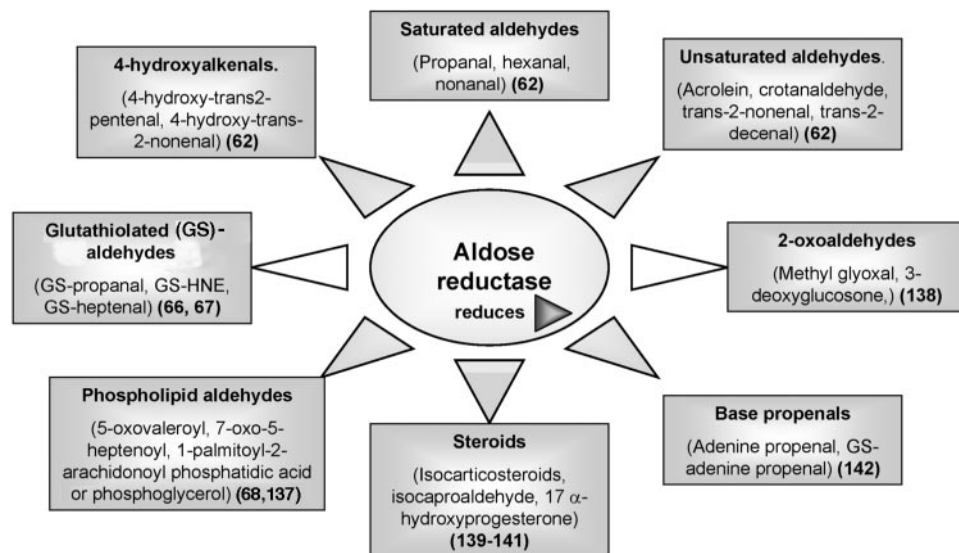 Saturated aldehydes
(Propanal, hexanal,
nonanal) (62)
4-hydroxyalkenals.
(4-hydroxy-trans2-
pentenal, 4-hydroxy-trans-
2-nonenal) (62)
Unsaturated aldehydes.
(Acrolein, crotanaldehyde,
trans-2-nonenal, trans-2-
decenal) (62)
Glutathiolated (GS)-
aldehydes
(GS-propanal, GS-HNE,
GS-heptenal) (66, 67)
Aldose
reductase
reduces
2-oxoaldehydes
(Methyl glyoxal, 3-
deoxyglucosone,) (138)
Phospholipid aldehydes
(5-oxovaleroyl, 7-oxo-5-
heptenoyl, 1-palmitoyl-2-
arachidonoyl phosphatidic acid
or phosphoglycerol) (68,137)
Steroids
(Isocarticosteroids,
isocaproaldehyde, 17 α-
hydroxyprogesterone)
(139-141)
Base propenals
(Adenine propenal, GS-
adenine propenal) (142)